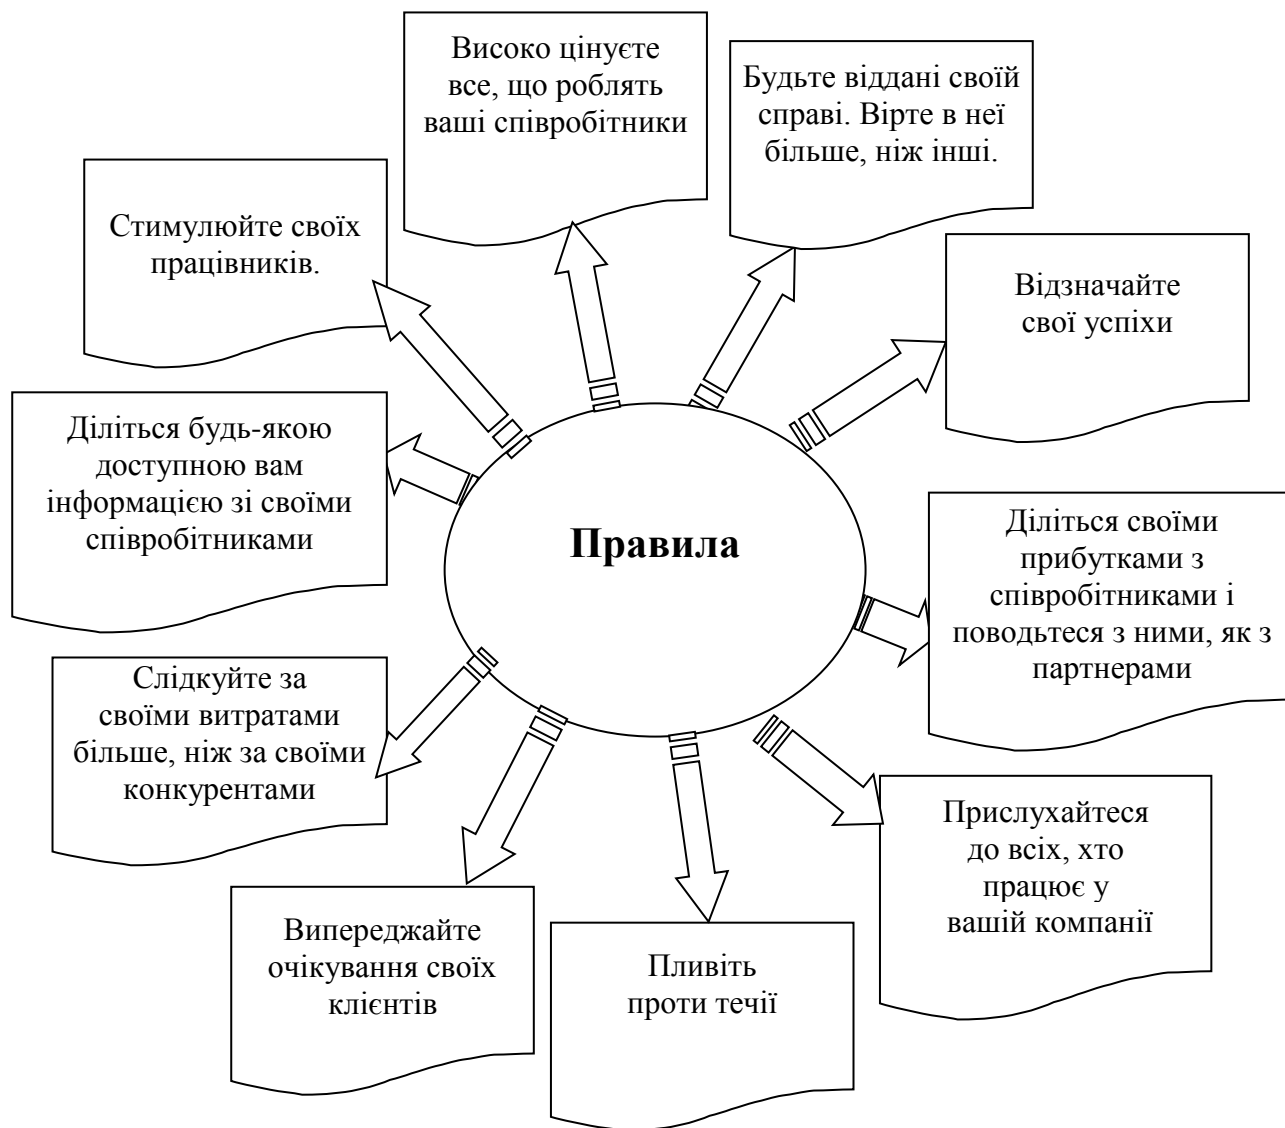 Високо цінуєте
все, що роблять
ваші співробітники
Будьте віддані своїй
справі. Вірте в неї
більше, ніж інші.
Стимулюйте своїх
працівників.
Відзначайте
свої успіхи
Діліться будь-якою
доступною вам
інформацією зі своїми
співробітниками
Правила
Діліться своїми
прибутками з
співробітниками і
поводьтеся з ними, як з
партнерами
Слідкуйте за
своїми витратами
більше, ніж за своїми
конкурентами
Прислухайтеся
до всіх, хто
працює у
вашій компанії
Випереджайте
очікування своїх
клієнтів
Пливіть
проти течії